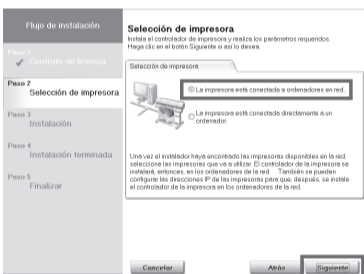 Flujo de instalación
Paso 1
Contrato de licencia
Paso 2
Selección de impresora
Paso 3
Instalación
Paso 4
Instalación terminada
Paso 5
Finalizar
Selección de impresora
Instala el controlador de impresora y realiza los parámetros requeridos.
Haga clic en el botón Siguiente si así lo desea.
Selección de impresora
La impresora está conectada a ordenadores en red.
La impresora está conectada directamente a un
ordenador.
Una vez el instalador haya encontrado las impresoras disponibles en la red,
seleccione las impresoras que va a utilizar. El controlador de la impresora se
instalará, entonces, en los ordenadores de la red. También se pueden
configurar las direcciones IP de las impresoras para que, después, se instale
el controlador de la impresora en los ordenadores de la red.
Cancelar
Atrás
Siguiente